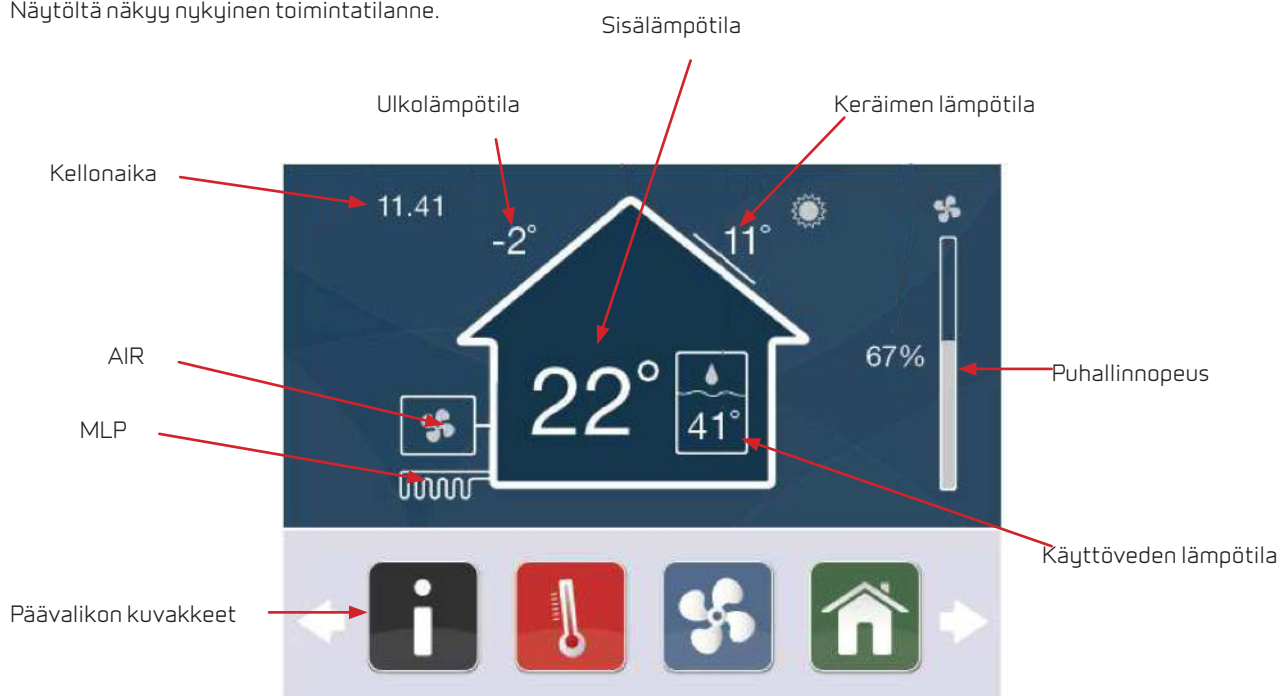 Näytöltä näkyy nykyinen toimintatilanne.
Sisälämpötila
Ulkolämpötila
Keräimen lämpötila
Kellonaika
11.41
-2°
11°
AIR
22°
67%
Puhallinnopeus
MLP
41°
Käyttöveden lämpötila
Päävalikon kuvakkeet
i